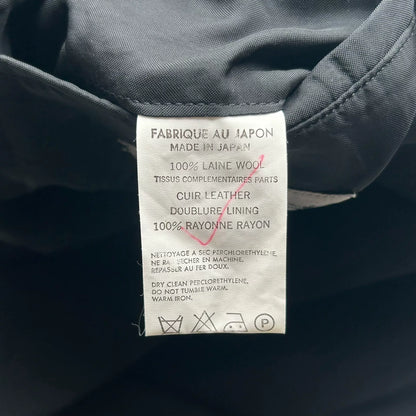 FABRIQUE AU JAPON
MADE IN JAPAN
100% LAINE WOOL
TISSUS COMPLEMENTAIRES PARTS
CUIR LEATHER
DOUBLURE LINING
100% RAYONNE RAYON
NETTOYAGE A SEC PERCHLORETHYLENE,
NE PAS SECHER EN MACHINE,
REPASSER AU FER DOUX.
DRY CLEAN PERCLORETHYLENE,
DO NOT TUMBLE WARM.
WARM IRON.
P